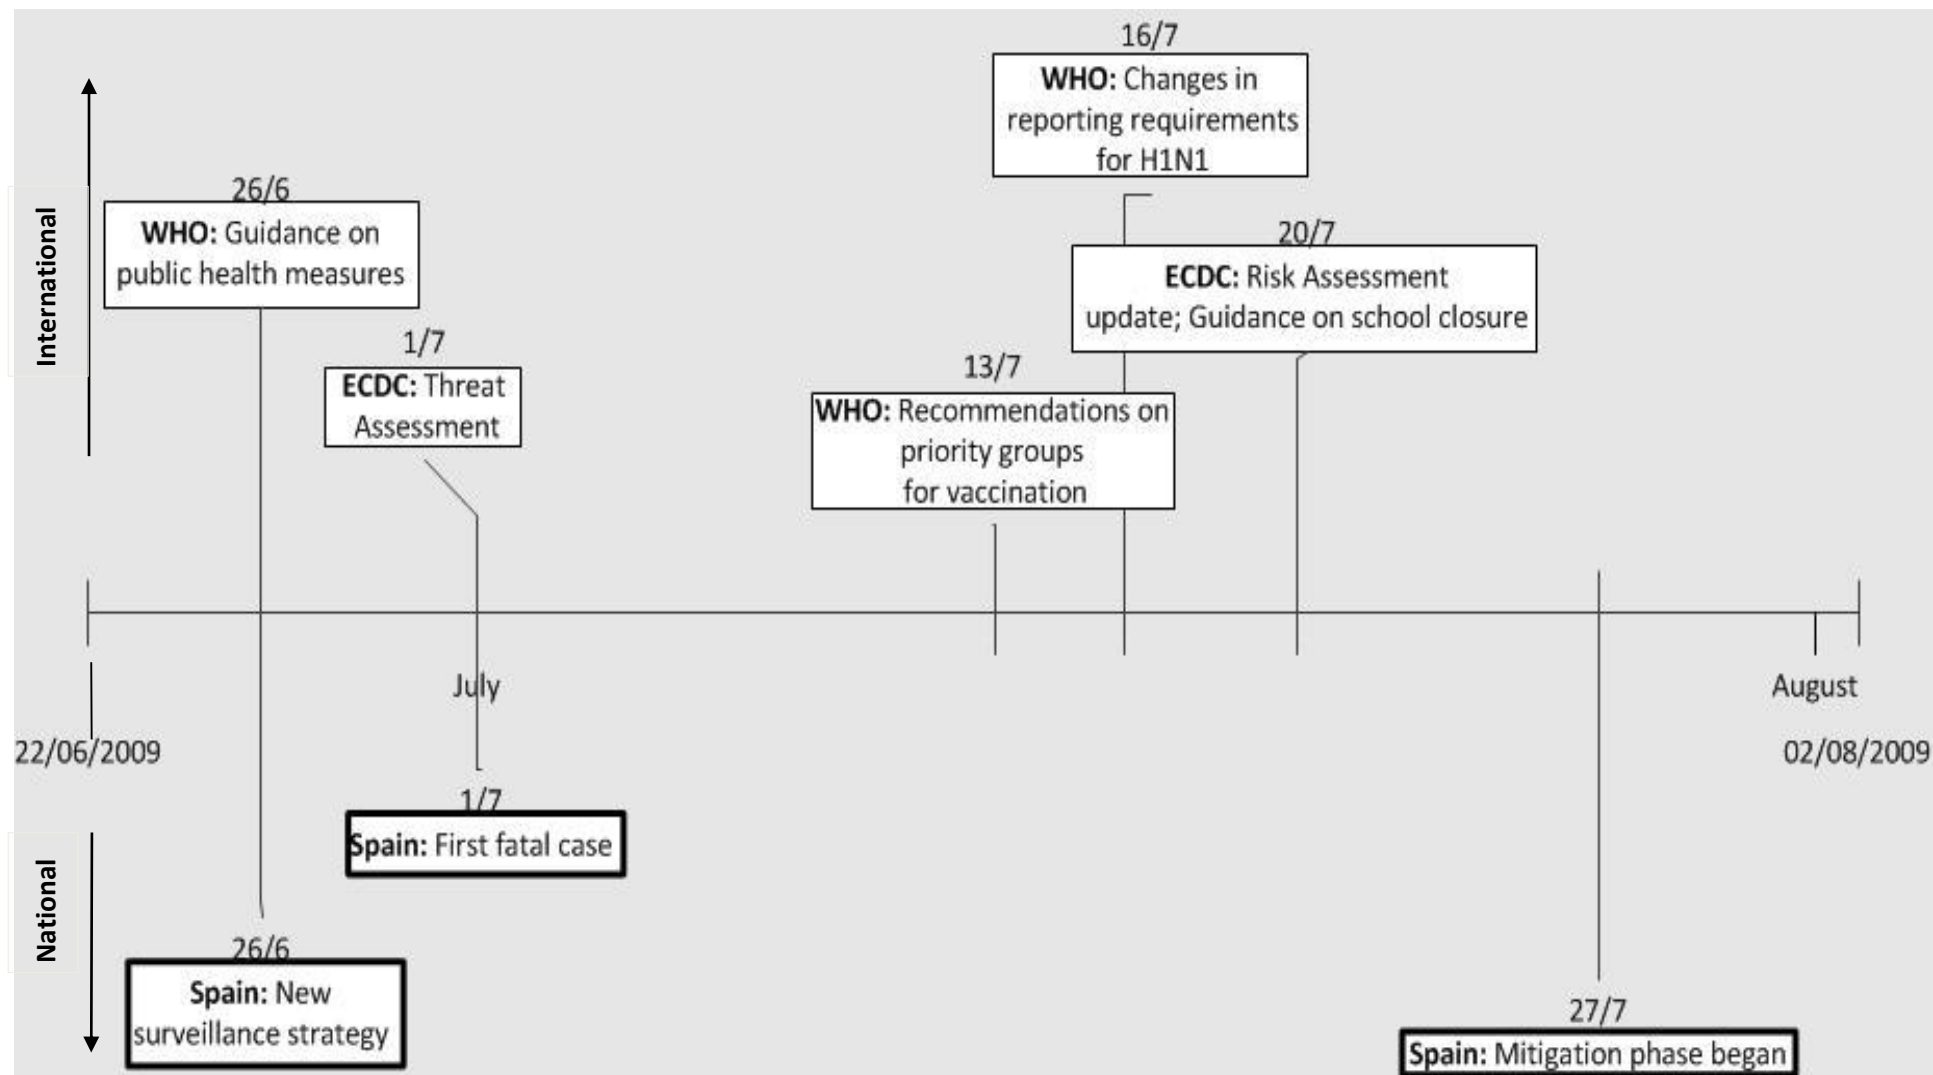 16/7
WHO: Changes in
reporting requirements
for H1N1
26/6
WHO: Guidance on
public health measures
20/7
ECDC: Risk Assessment
update; Guidance on school closure
International
1/7
ECDC: Threat
Assessment
13/7
WHO: Recommendations on
priority groups
for vaccination
July
August
22/06/2009
02/08/2009
1/7
Spain: First fatal case
National
26/6
Spain: New
surveillance strategy
27/7
Spain: Mitigation phase began